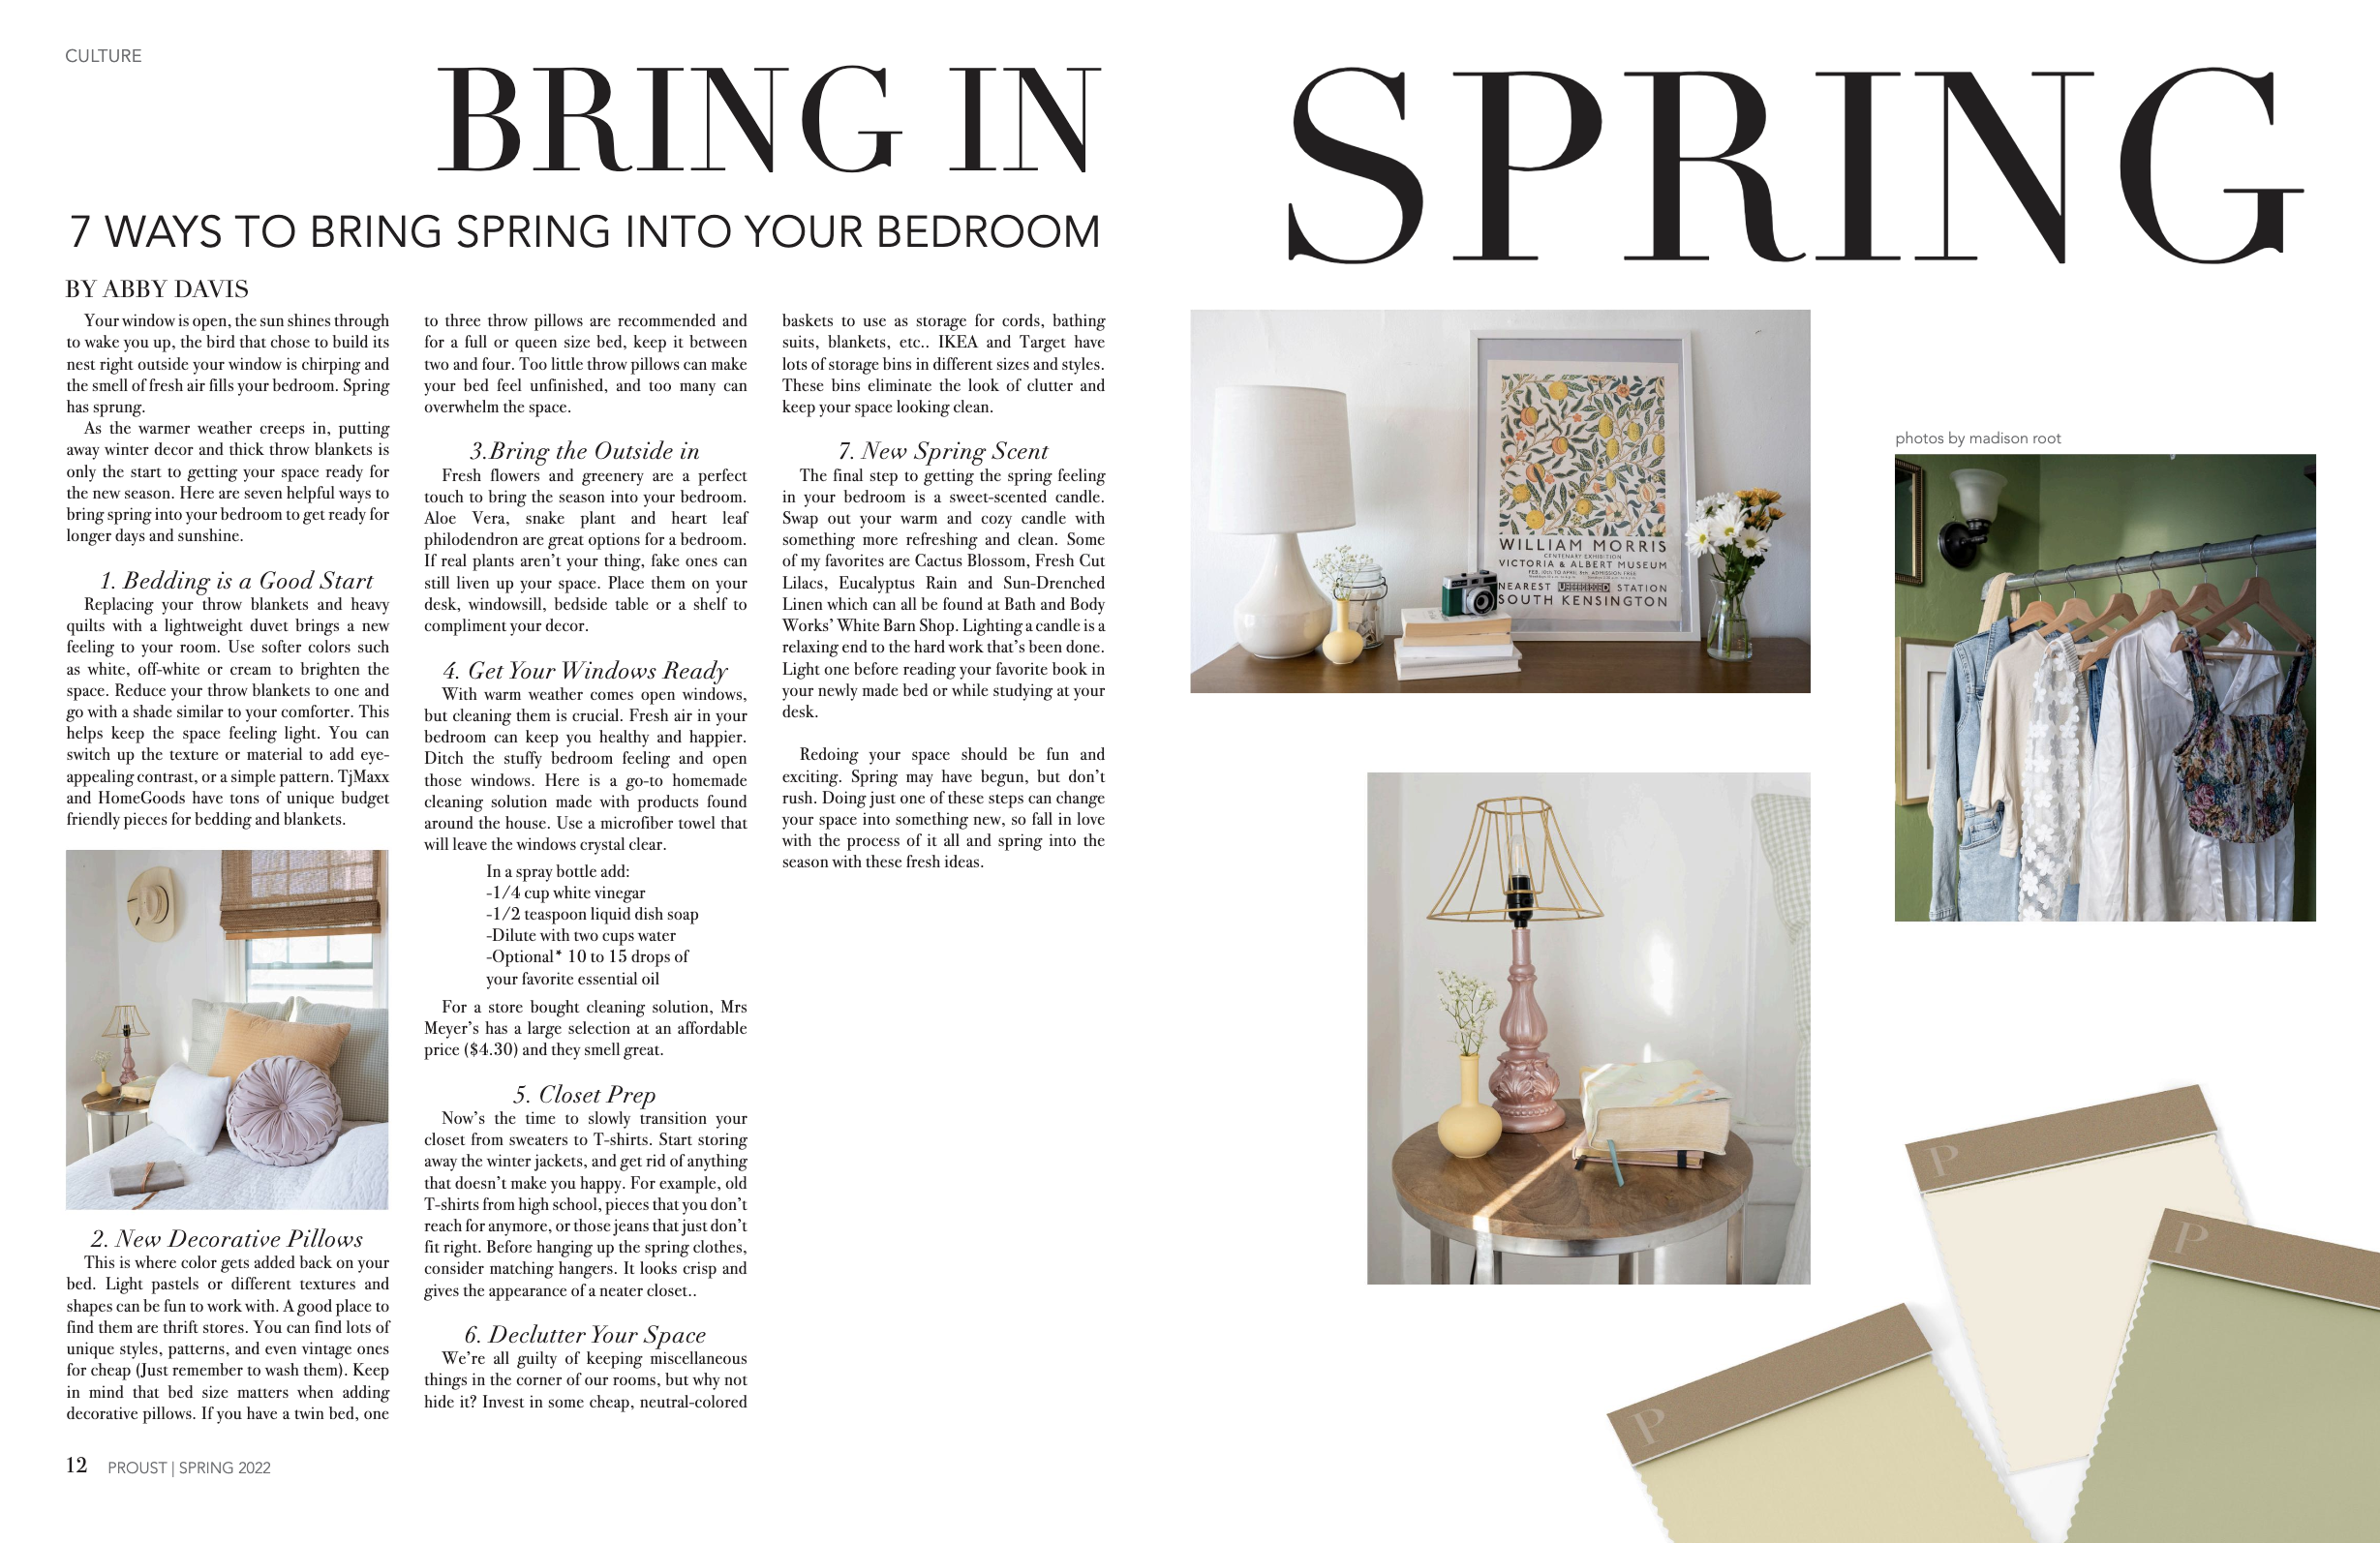 CULTURE
BRING IN
SPRING
7 WAYS TO BRING SPRING INTO YOUR BEDROOM
BY ABBY DAVIS
Your window is open, the sun shines through
to wake you up, the bird that chose to build its
nest right outside your window is chirping and
the smell of fresh air fills your bedroom. Spring
has sprung.
As the warmer weather creeps in, putting
away winter decor and thick throw blankets is
only the start to getting your space ready for
the new season. Here are seven helpful ways to
bring spring into your bedroom to get ready for
longer days and sunshine.
1. Bedding is a Good Start
Replacing your throw blankets and heavy
quilts with a lightweight duvet brings a new
feeling to your room. Use softer colors such
as white, off-white or cream to brighten the
space. Reduce your throw blankets to one and
go with a shade similar to your comforter. This
helps keep the space feeling light. You can
switch up the texture or material to add eye-
appealing contrast, or a simple pattern. TjMaxx
and HomeGoods have tons of unique budget
friendly pieces for bedding and blankets.
2. New Decorative Pillows
This is where color gets added back on your
bed. Light pastels or different textures and
shapes can be fun to work with. A good place to
find them are thrift stores. You can find lots of
unique styles, patterns, and even vintage ones
for cheap (Just remember to wash them). Keep
in mind that bed size matters when adding
decorative pillows. If you have a twin bed, one
to three throw pillows are recommended and
for a full or queen size bed, keep it between
two and four. Too little throw pillows can make
your bed feel unfinished, and too many can
overwhelm the space.
3.Bring the Outside in
Fresh flowers and greenery are a perfect
touch to bring the season into your bedroom.
Aloe Vera, snake plant and heart leaf
philodendron are great options for a bedroom.
If real plants aren't your thing, fake ones can
still liven up your space. Place them on your
desk, windowsill, bedside table or a shelf to
compliment your decor.
4. Get Your Windows Ready
With warm weather comes open windows,
but cleaning them is crucial. Fresh air in your
bedroom can keep you healthy and happier.
Ditch the stuffy bedroom feeling and open
those windows. Here is a go-to homemade
cleaning solution made with products found
around the house. Use a microfiber towel that
will leave the windows crystal clear.
In a spray bottle add:
-1/4 cup white vinegar
-1/2 teaspoon liquid dish soap
-Dilute with two cups water
-Optional* 10 to 15 drops of
your favorite essential oil
For a store bought cleaning solution, Mrs
Meyer's has a large selection at an affordable
price ($4.30) and they smell great.
5. Closet Prep
Now's the time to slowly transition your
closet from sweaters to T-shirts. Start storing
away the winter jackets, and get rid of anything
that doesn't make you happy. For example, old
T-shirts from high school, pieces that you don't
reach for anymore, or those jeans that just don't
fit right. Before hanging up the spring clothes,
consider matching hangers. It looks crisp and
gives the appearance of a neater closet..
6. Declutter Your Space
We're all guilty of keeping miscellaneous
things in the corner of our rooms, but why not
hide it? Invest in some cheap, neutral-colored
baskets to use as storage for cords, bathing
suits, blankets, etc.. IKEA and Target have
lots of storage bins in different sizes and styles.
These bins eliminate the look of clutter and
keep your space looking clean.
7. New Spring Scent
The final step to getting the spring feeling
in your bedroom is a sweet-scented candle.
Swap out your warm and cozy candle with
something more refreshing and clean. Some
of my favorites are Cactus Blossom, Fresh Cut
Lilacs, Eucalyptus Rain and Sun-Drenched
Linen which can all be found at Bath and Body
Works' White Barn Shop. Lighting a candle is a
relaxing end to the hard work that's been done.
Light one before reading your favorite book in
your newly made bed or while studying at your
desk.
Redoing your space should be fun and
exciting. Spring may have begun, but don't
rush. Doing just one of these steps can change
your space into something new, so fall in love
with the process of it all and spring into the
season with these fresh ideas.
WILLIAM MORRIS
CENTENARY EXHIBITION
VICTORIA & ALBERT MUSEUM
FEB. 10TH TO APRIL 8th ADMISSION FREE
NEAREST UNDERGROUND STATION
SOUTH KENSINGTON
photos by madison root
P
P
P
12 PROUST | SPRING 2022